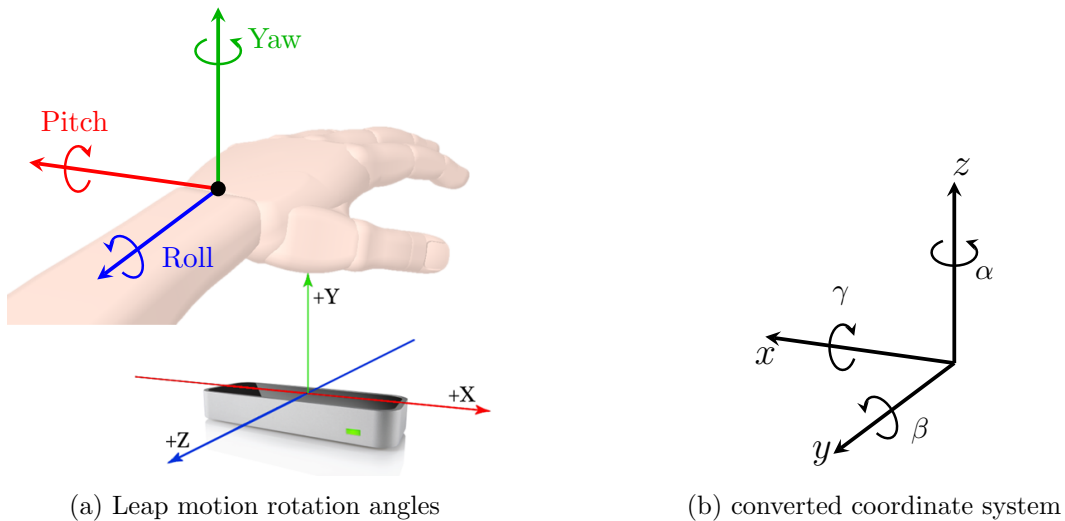 Yaw
Pitch
Roll
+Y
+X
+Z
z
α
γ
x
β
y
(a) Leap motion rotation angles
(b) converted coordinate system